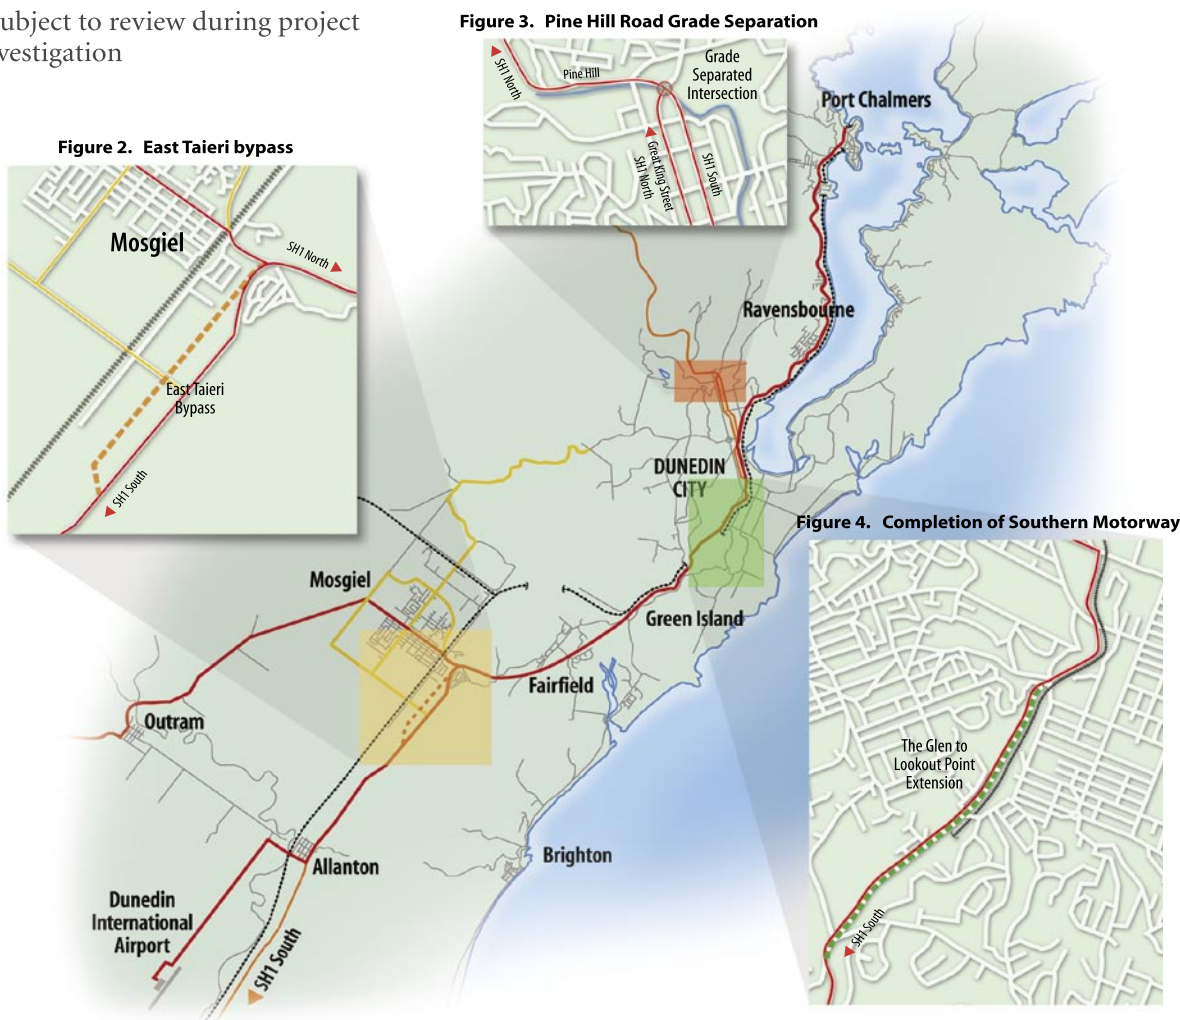 ubject to review during project
vestigation
Figure 3. Pine Hill Road Grade Separation
SH1 North
Pine Hill
Grade
Separated
Intersection
Great King Street
SH1 North
SH1 South
Port Chalmers
Figure 2. East Taieri bypass
Mosgiel
SH1 North
East Taieri
Bypass
SH1 South
Ravensbourne
DUNEDIN
CITY
Figure 4. Completion of Southern Motorway
The Glen to
Lookout Point
Extension
SH1 South
Mosgiel
Green Island
Fairfield
Outram
Brighton
Allanton
Dunedin
International
Airport
SH1 South